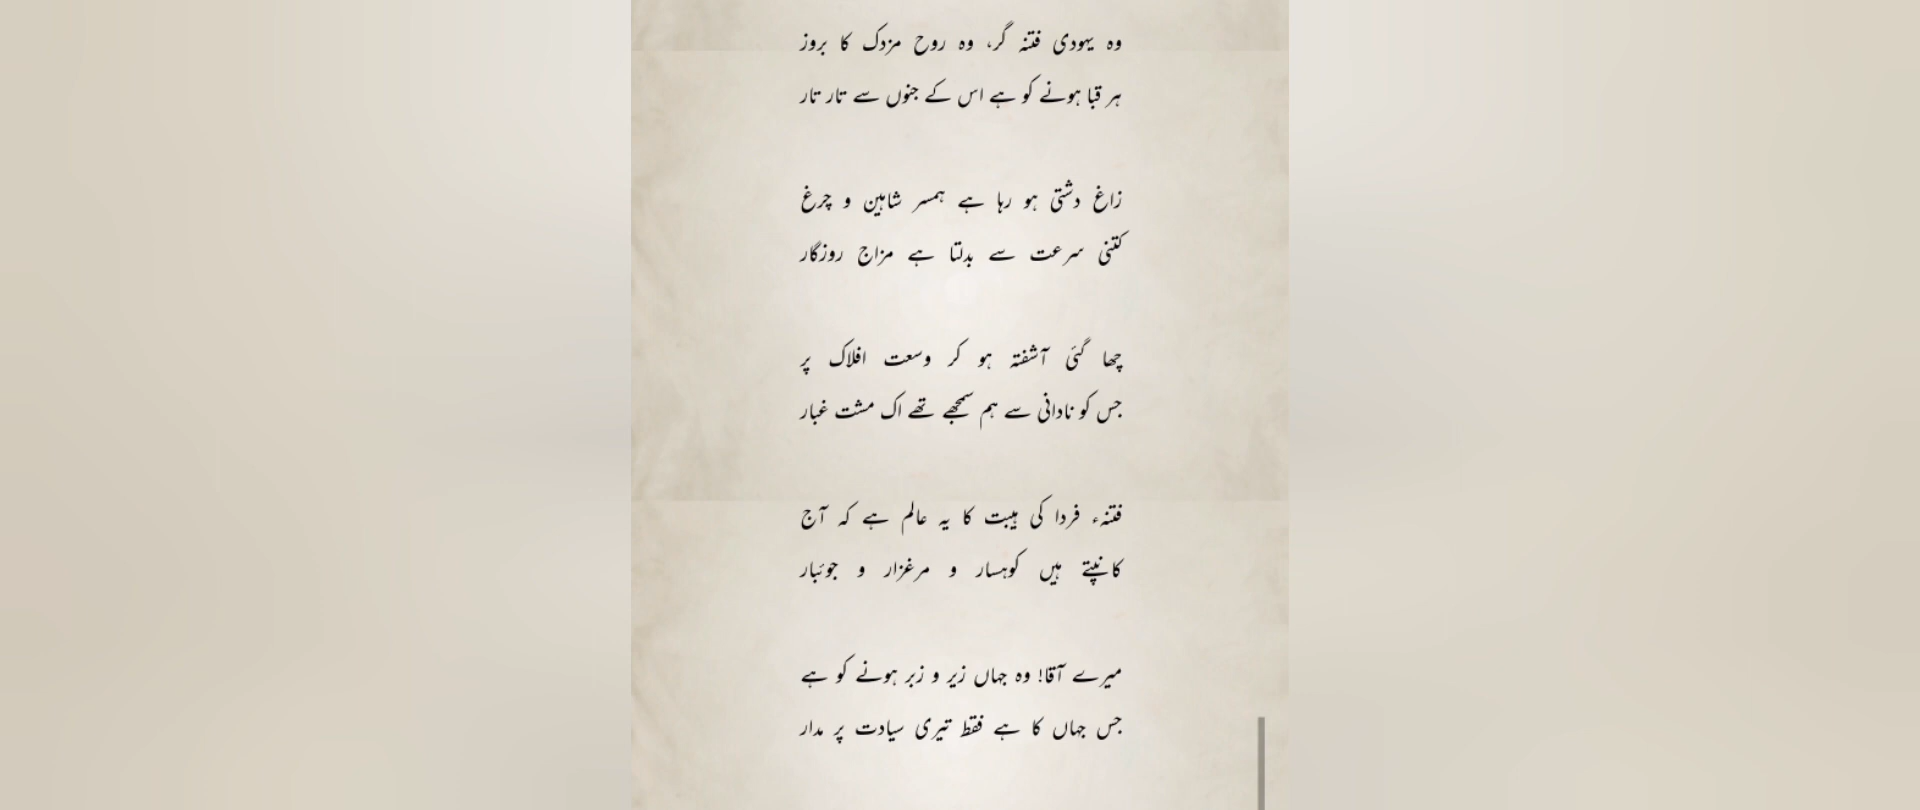 وہ یہودی فتنہ گر، وہ روح مزدک کا بروز
ہر قبا ہونے کو ہے اس کے جنوں سے تار تار
زاغ دشتی ہو رہا ہے ہمسر شاہین و چرغ
کتنی سرعت سے بدلتا ہے مزاج روزگار
چھا گئی آشفتہ ہو کر وسعت افلاک پر
جس کو نادانی سے ہم سمجھے تھے اک مشت غبار
فتنہء فردا کی ہیبت کا یہ عالم ہے کہ آج
کانپتے ہیں کوہسار و مرغزار و جوئبار
میرے آقا! وہ جہاں زیر و زبر ہونے کو ہے
جس جہاں کا ہے فقط تیری سیادت پر مدار